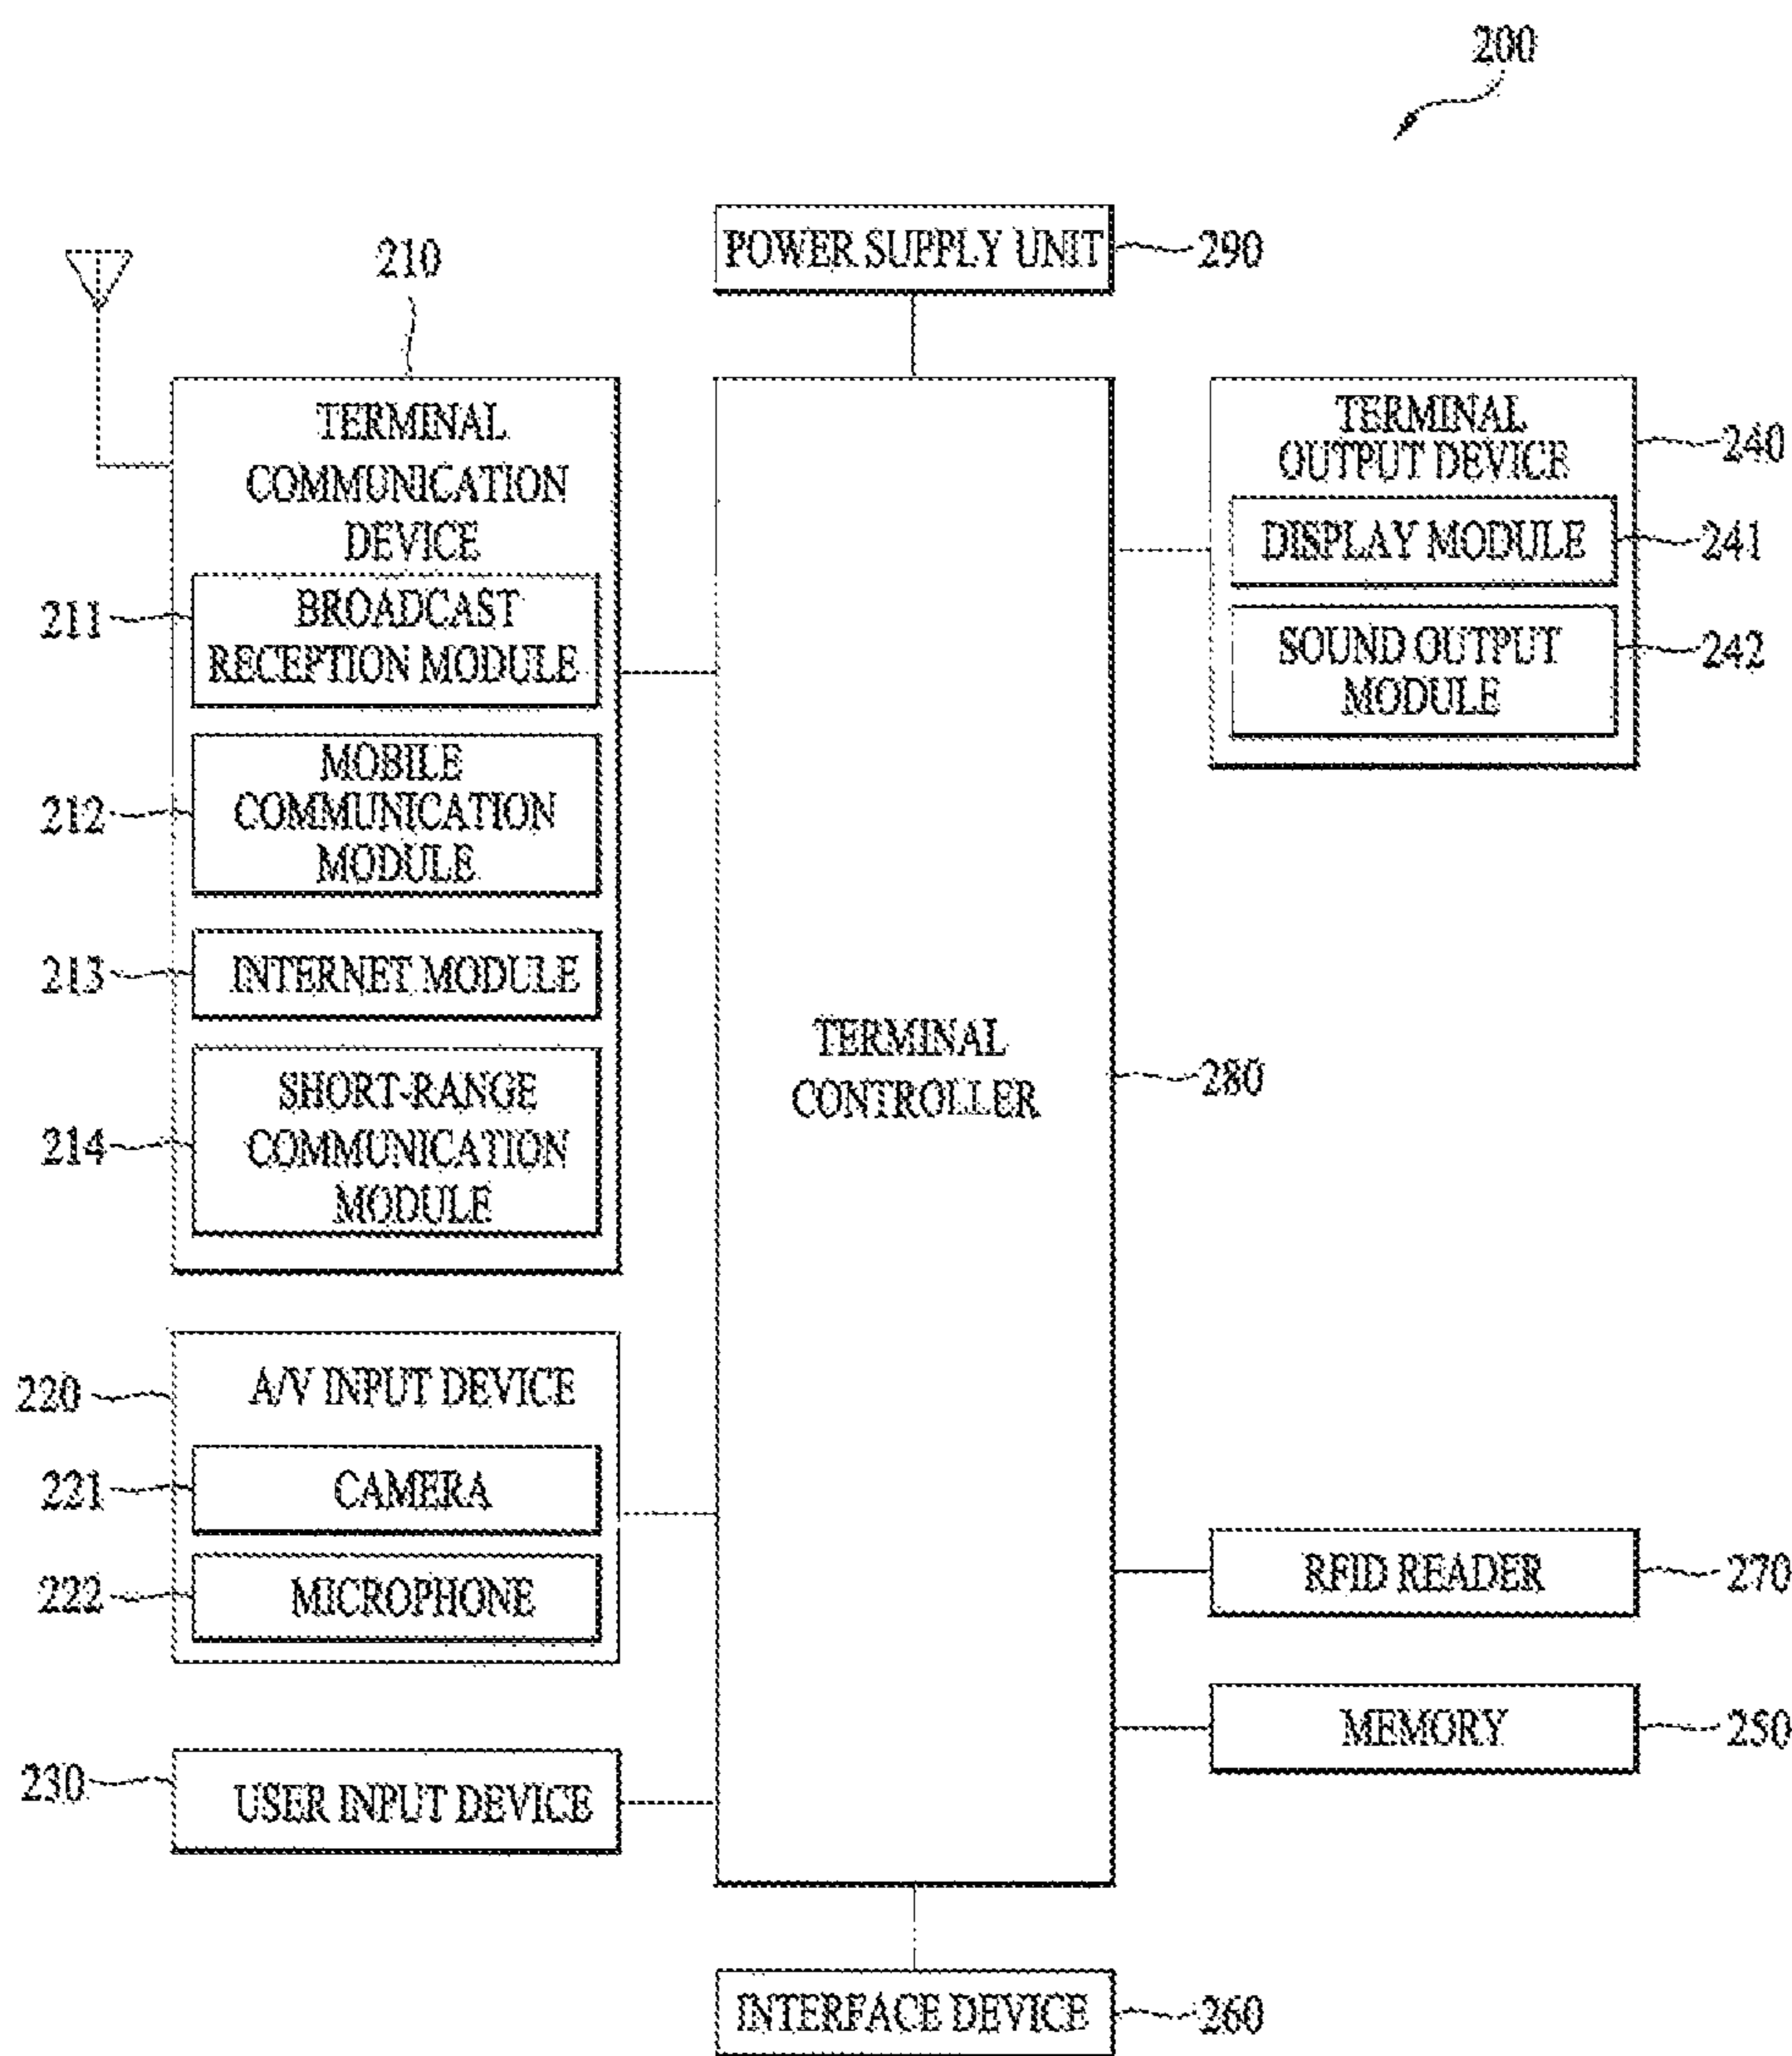 200
POWER SUPPLY UNIT
290
210
TERMINAL
COMMUNICATION
DEVICE
211
BROADCAST
RECEPTION MODULE
212
MOBILE
COMMUNICATION
MODULE
213
INTERNET MODULE
214
SHORT-RANGE
COMMUNICATION
MODULE
220
A/V INPUT DEVICE
221
CAMERA
222
MICROPHONE
230
USER INPUT DEVICE
TERMINAL
CONTROLLER
280
TERMINAL
OUTPUT DEVICE
240
DISPLAY MODULE
241
SOUND OUTPUT
MODULE
242
RFID READER
270
MEMORY
250
INTERFACE DEVICE
260